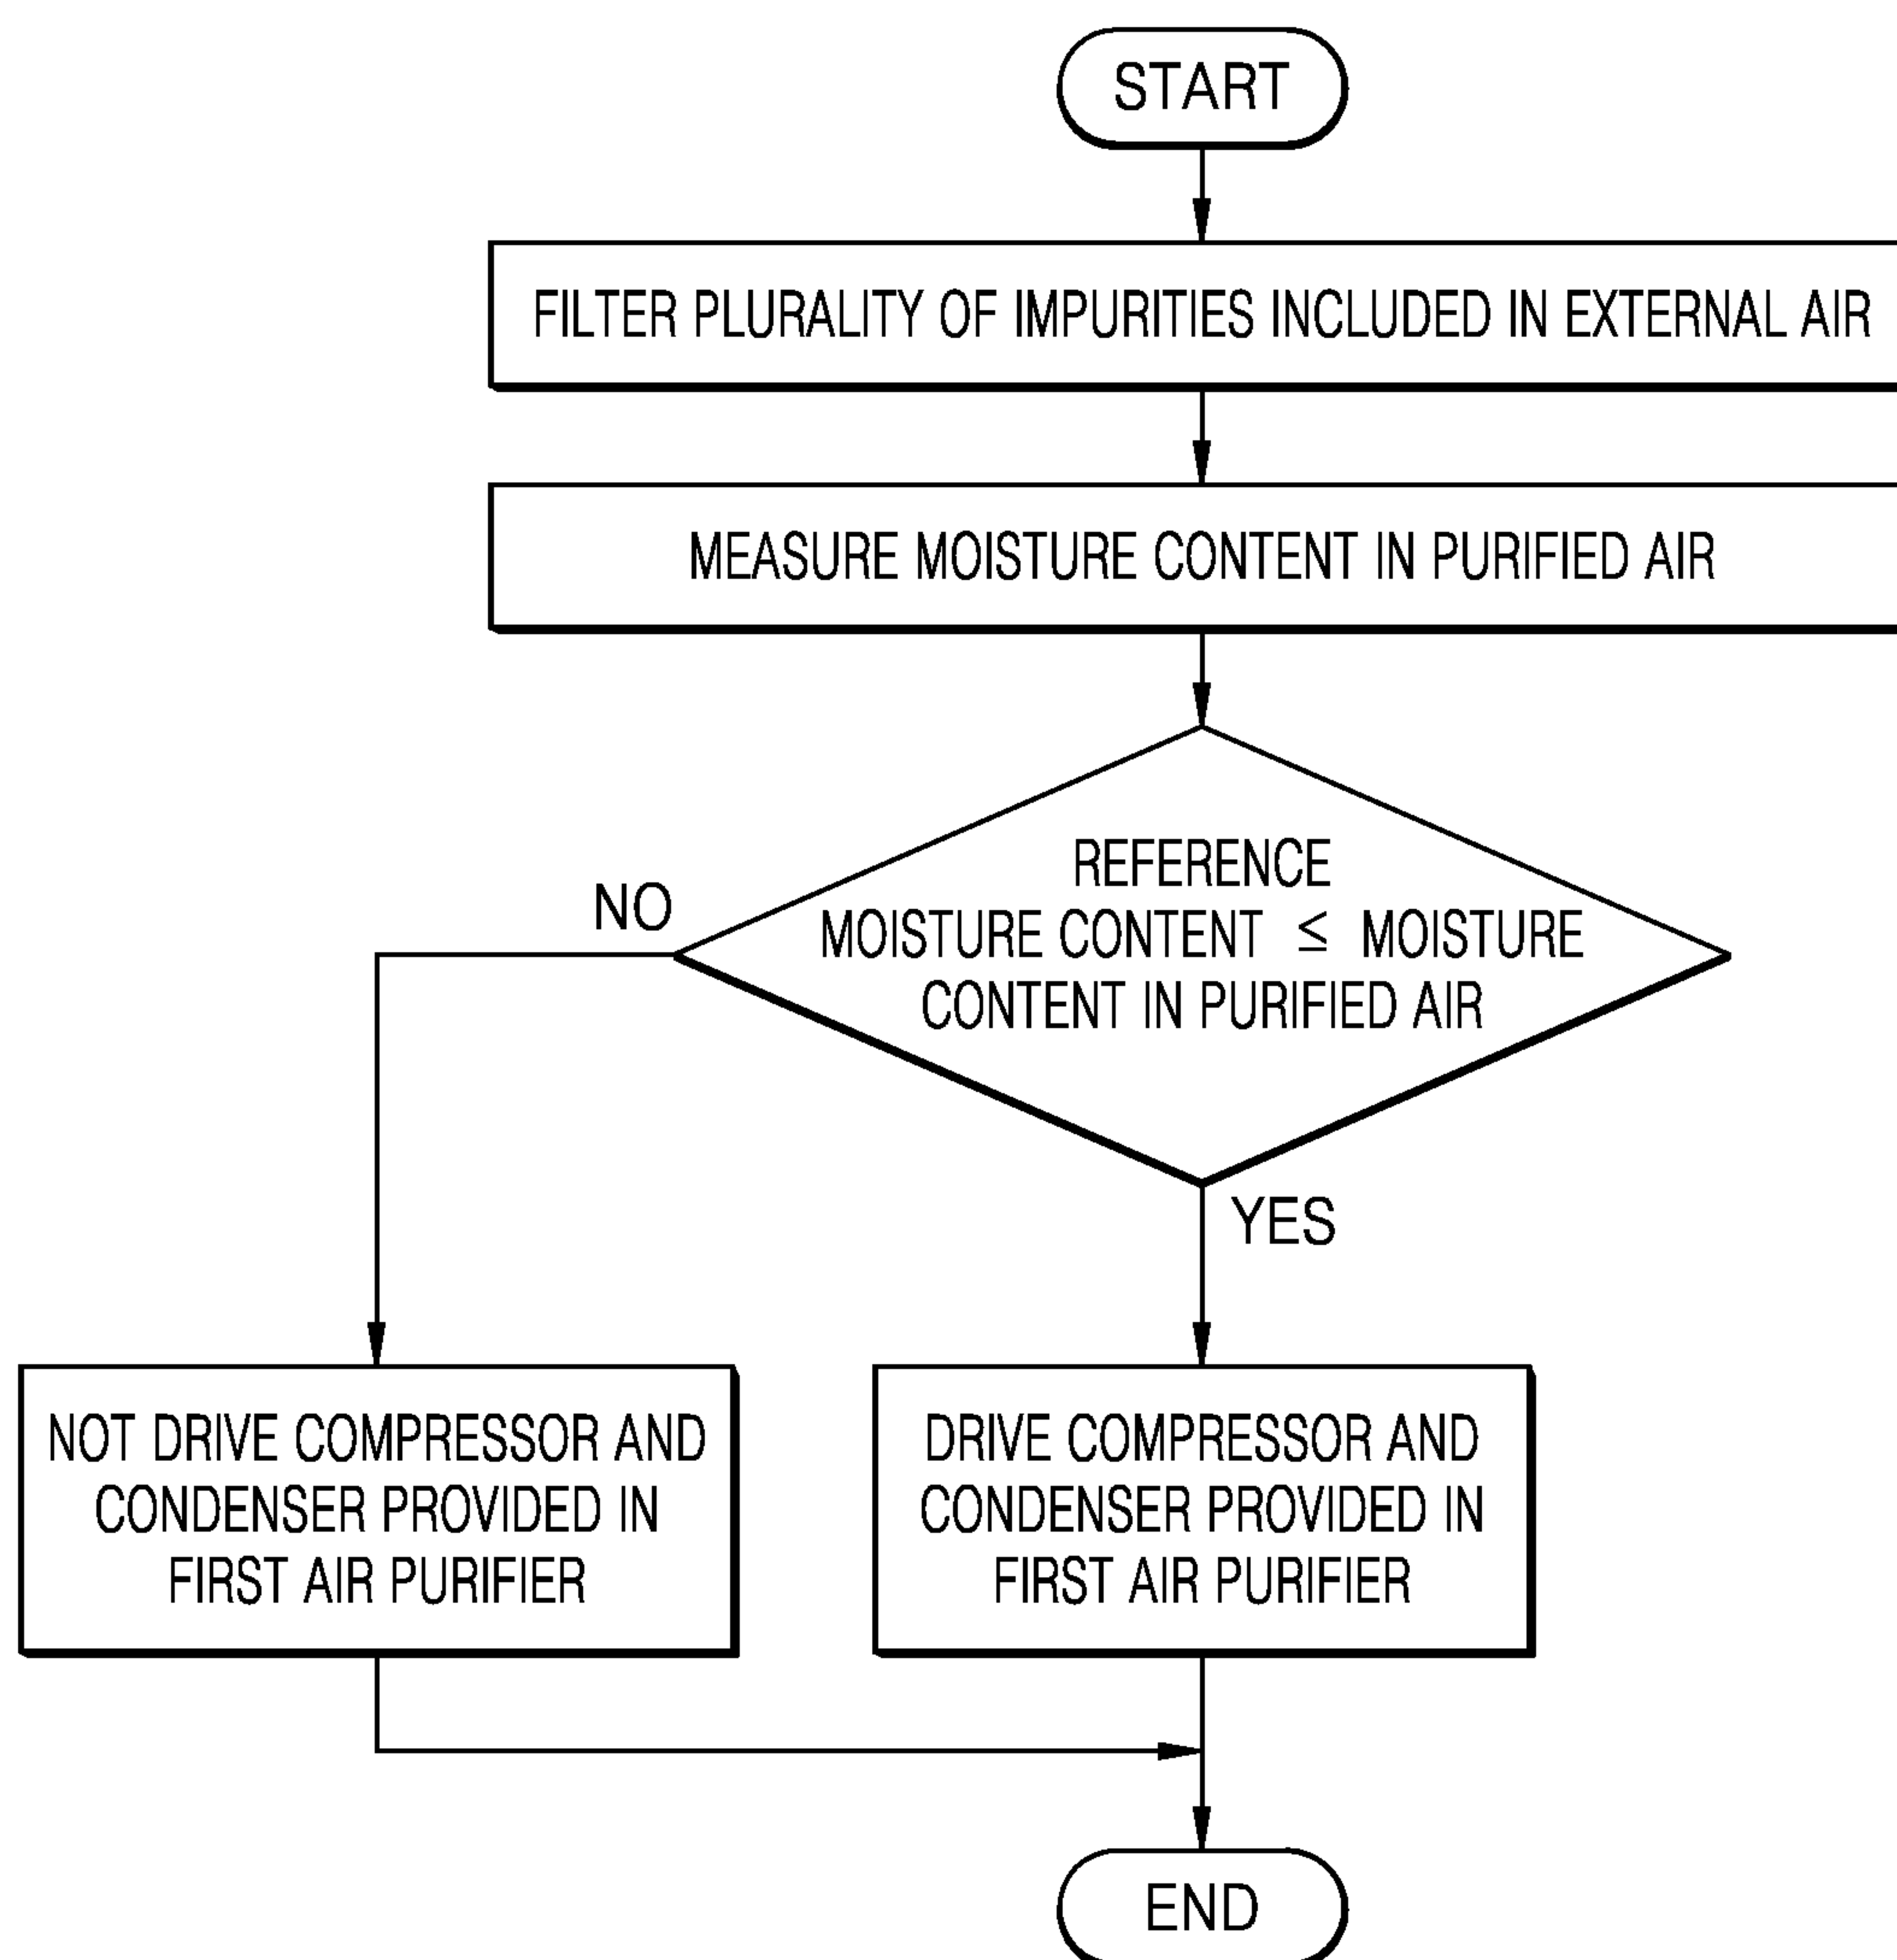 START
FILTER PLURALITY OF IMPURITIES INCLUDED IN EXTERNAL AIR
MEASURE MOISTURE CONTENT IN PURIFIED AIR
REFERENCE
MOISTURE CONTENT ≤ MOISTURE
CONTENT IN PURIFIED AIR
NO
YES
NOT DRIVE COMPRESSOR AND
CONDENSER PROVIDED IN
FIRST AIR PURIFIER
DRIVE COMPRESSOR AND
CONDENSER PROVIDED IN
FIRST AIR PURIFIER
END